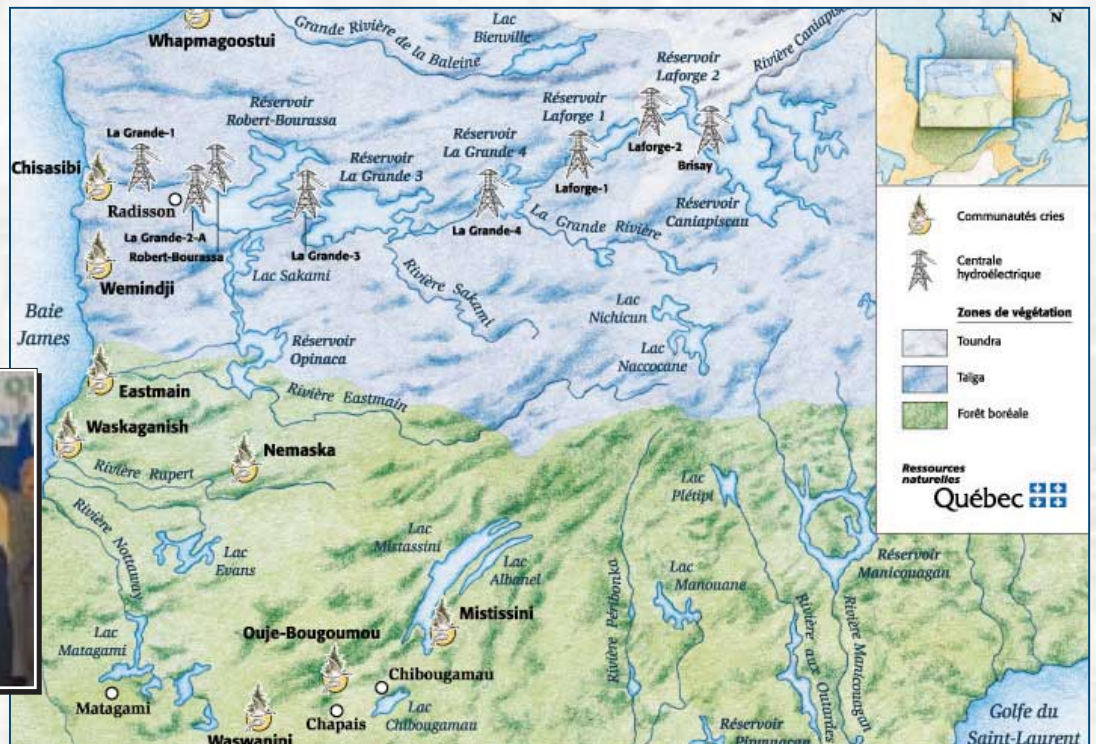 Whapmagoostui
Grande Rivière de la Baleine
Lac
Bienville
Rivière
N
Réservoir
Laforge 2
Réservoir
Laforge 1
Réservoir
Robert-Bourassa
La Grande-1
Réservoir
La Grande 4
Réservoir
La Grande 3
Laforge-2
Brisay
Chisasibi
Laforge-1
Radisson
Réservoir
Caniapiscau
La Grande Rivière
La Grande-4
La Grande-2-A
Robert-Bourassa
La Grande-3
Lac Sakami
Rivière Sakami
Wemindji
Lac
Nichicun
Baie
James
Réservoir
Opinaca
Lac
Naccocane
Eastmain
Rivière Eastmain
Waskaganish
Nemaska
Rivière Rupert
Rivière Nottaway
Lac
Plétipi
Lac
Evans
Lac
Mistassini
Lac
Albanel
Réservoir
Manicouagan
Lac
Manouane
Rivière Péribonka
Rivière aux Outardes
Rivière Manicouagan
Mistissini
Ouje-Bougoumou
Lac
Matagami
Chibougamau
Matagami
Chapais
Lac
Chibougamau
Waswanipi
Réservoir
Golfe du
Saint-Laurent
Communautés cries
Centrale
hydroélectrique
Zones de végétation
Toundra
Taïga
Forêt boréale
Ressources
naturelles
Québec